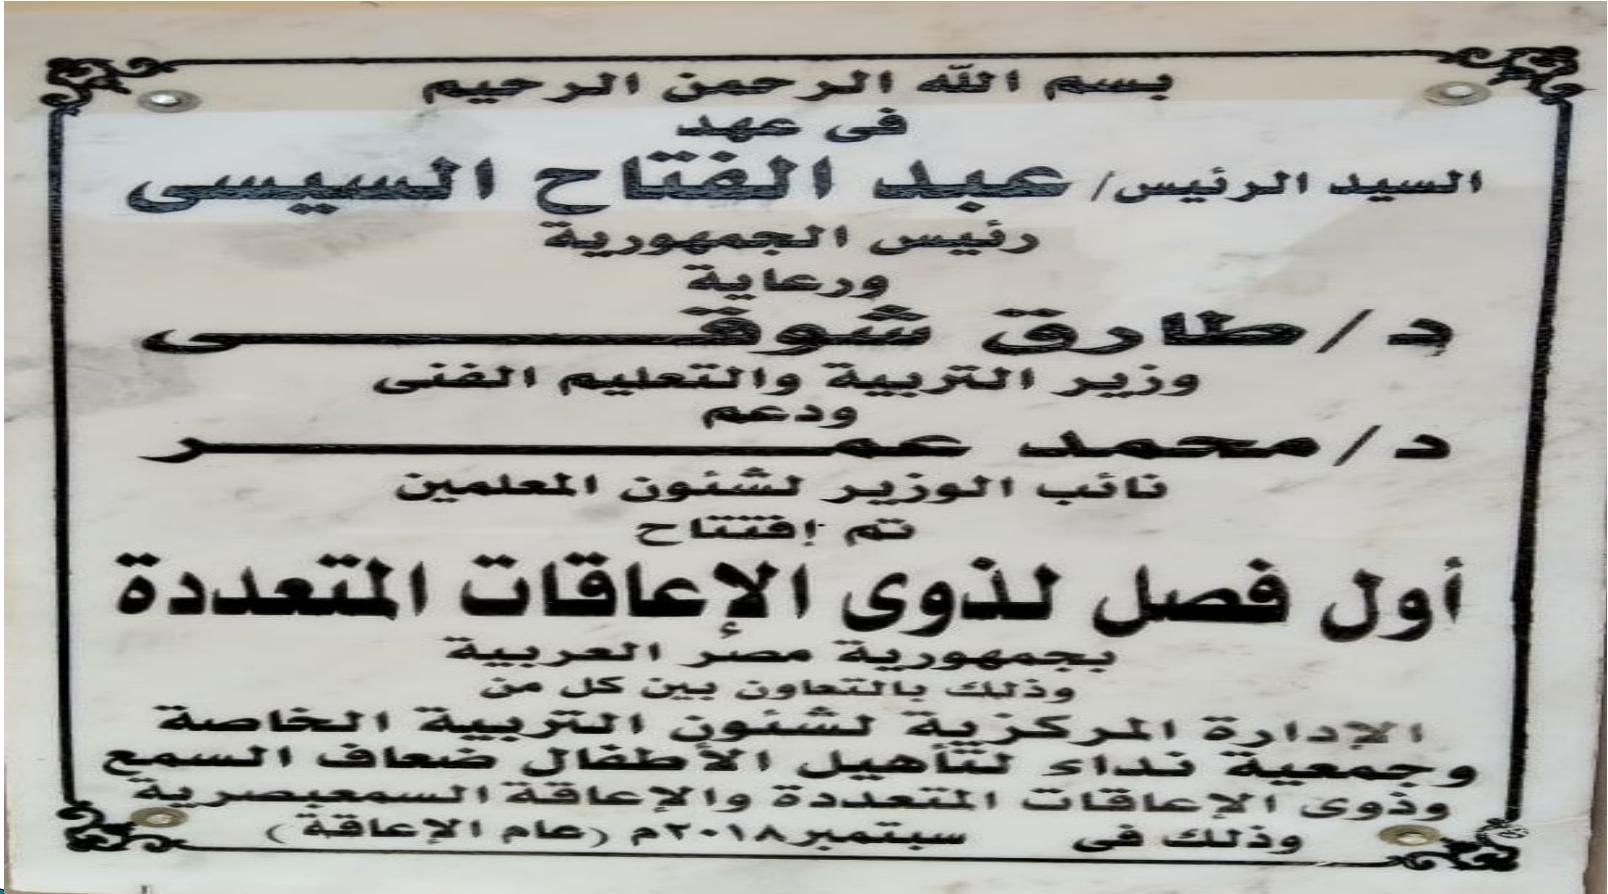 بسم الله الرحمن الرحيم
فى عهد
السيد الرئيس/ عبد الفتاح السيسى
رئيس الجمهورية
ورعاية
د/ طارق شوقـــــــــى
وزير التربية والتعليم الفنى
ودعم
د/ محمد عمــــــــــــــر
نائب الوزير لشئون المعلمين
تم إفتتاح
أول فصل لذوى الإعاقات المتعددة
بجمهورية مصر العربية
وذلك بالتعاون بين كل من
الإدارة المركزية لشئون التربية الخاصة
وجمعية نداء لتأهيل الأطفال ضعاف السمع
وذوى الإعاقات المتعددة والإعاقة السمعبصرية
وذلك فى سبتمبر ٢٠١٨م (عام الإعاقة)